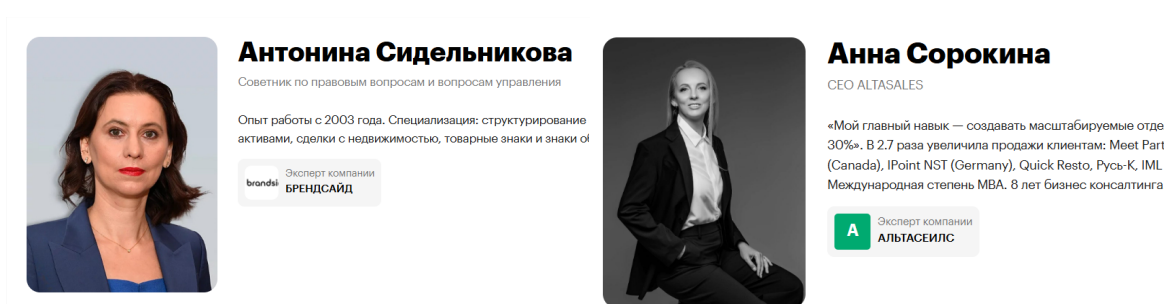 Антонина Сидельникова
Советник по правовым вопросам и вопросам управления
Опыт работы с 2003 года. Специализация: структурирование
активами, сделки с недвижимостью, товарные знаки и знаки
brandsi
Эксперт компании
БРЕНДСАЙД
Анна Сорокина
CEO ALTASALES
«Мой главный навык — создавать масштабируемые
30%». В 2.7 раза увеличила продажи клиентам: Meet
(Canada), IPoint NST (Germany), Quick Resto, Русь-К, IML
Международная степень MBA. 8 лет бизнес консалтинга
А
Эксперт компании
АЛЬТАСЕИЛС